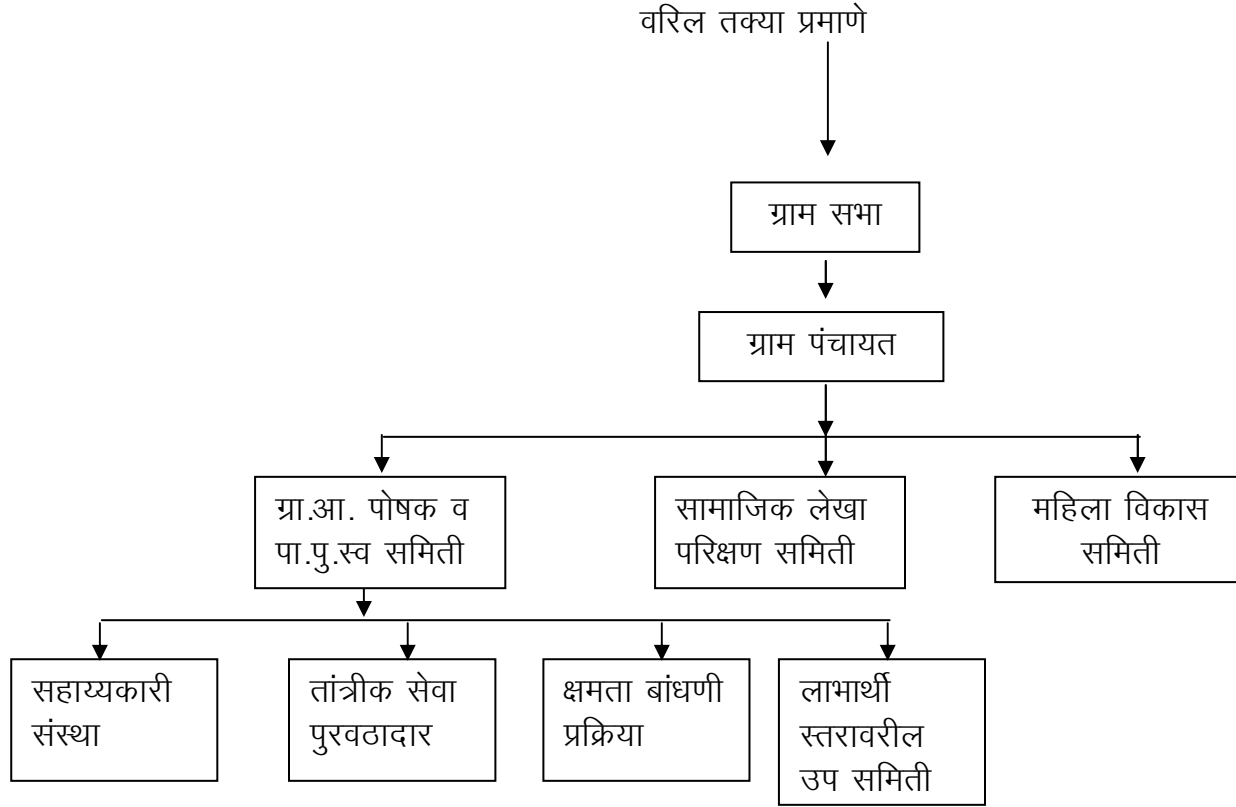 वरिल तक्या प्रमाणे
ग्राम सभा
ग्राम पंचायत
ग्रा.आ. पोषक व
पा.पु.स्व समिती
सामाजिक लेखा
परिक्षण समिती
महिला विकास
समिती
सहाय्यकारी
संस्था
तांत्रीक सेवा
पुरवठादार
क्षमता बांधणी
प्रक्रिया
लाभार्थी
स्तरावरील
उप समिती